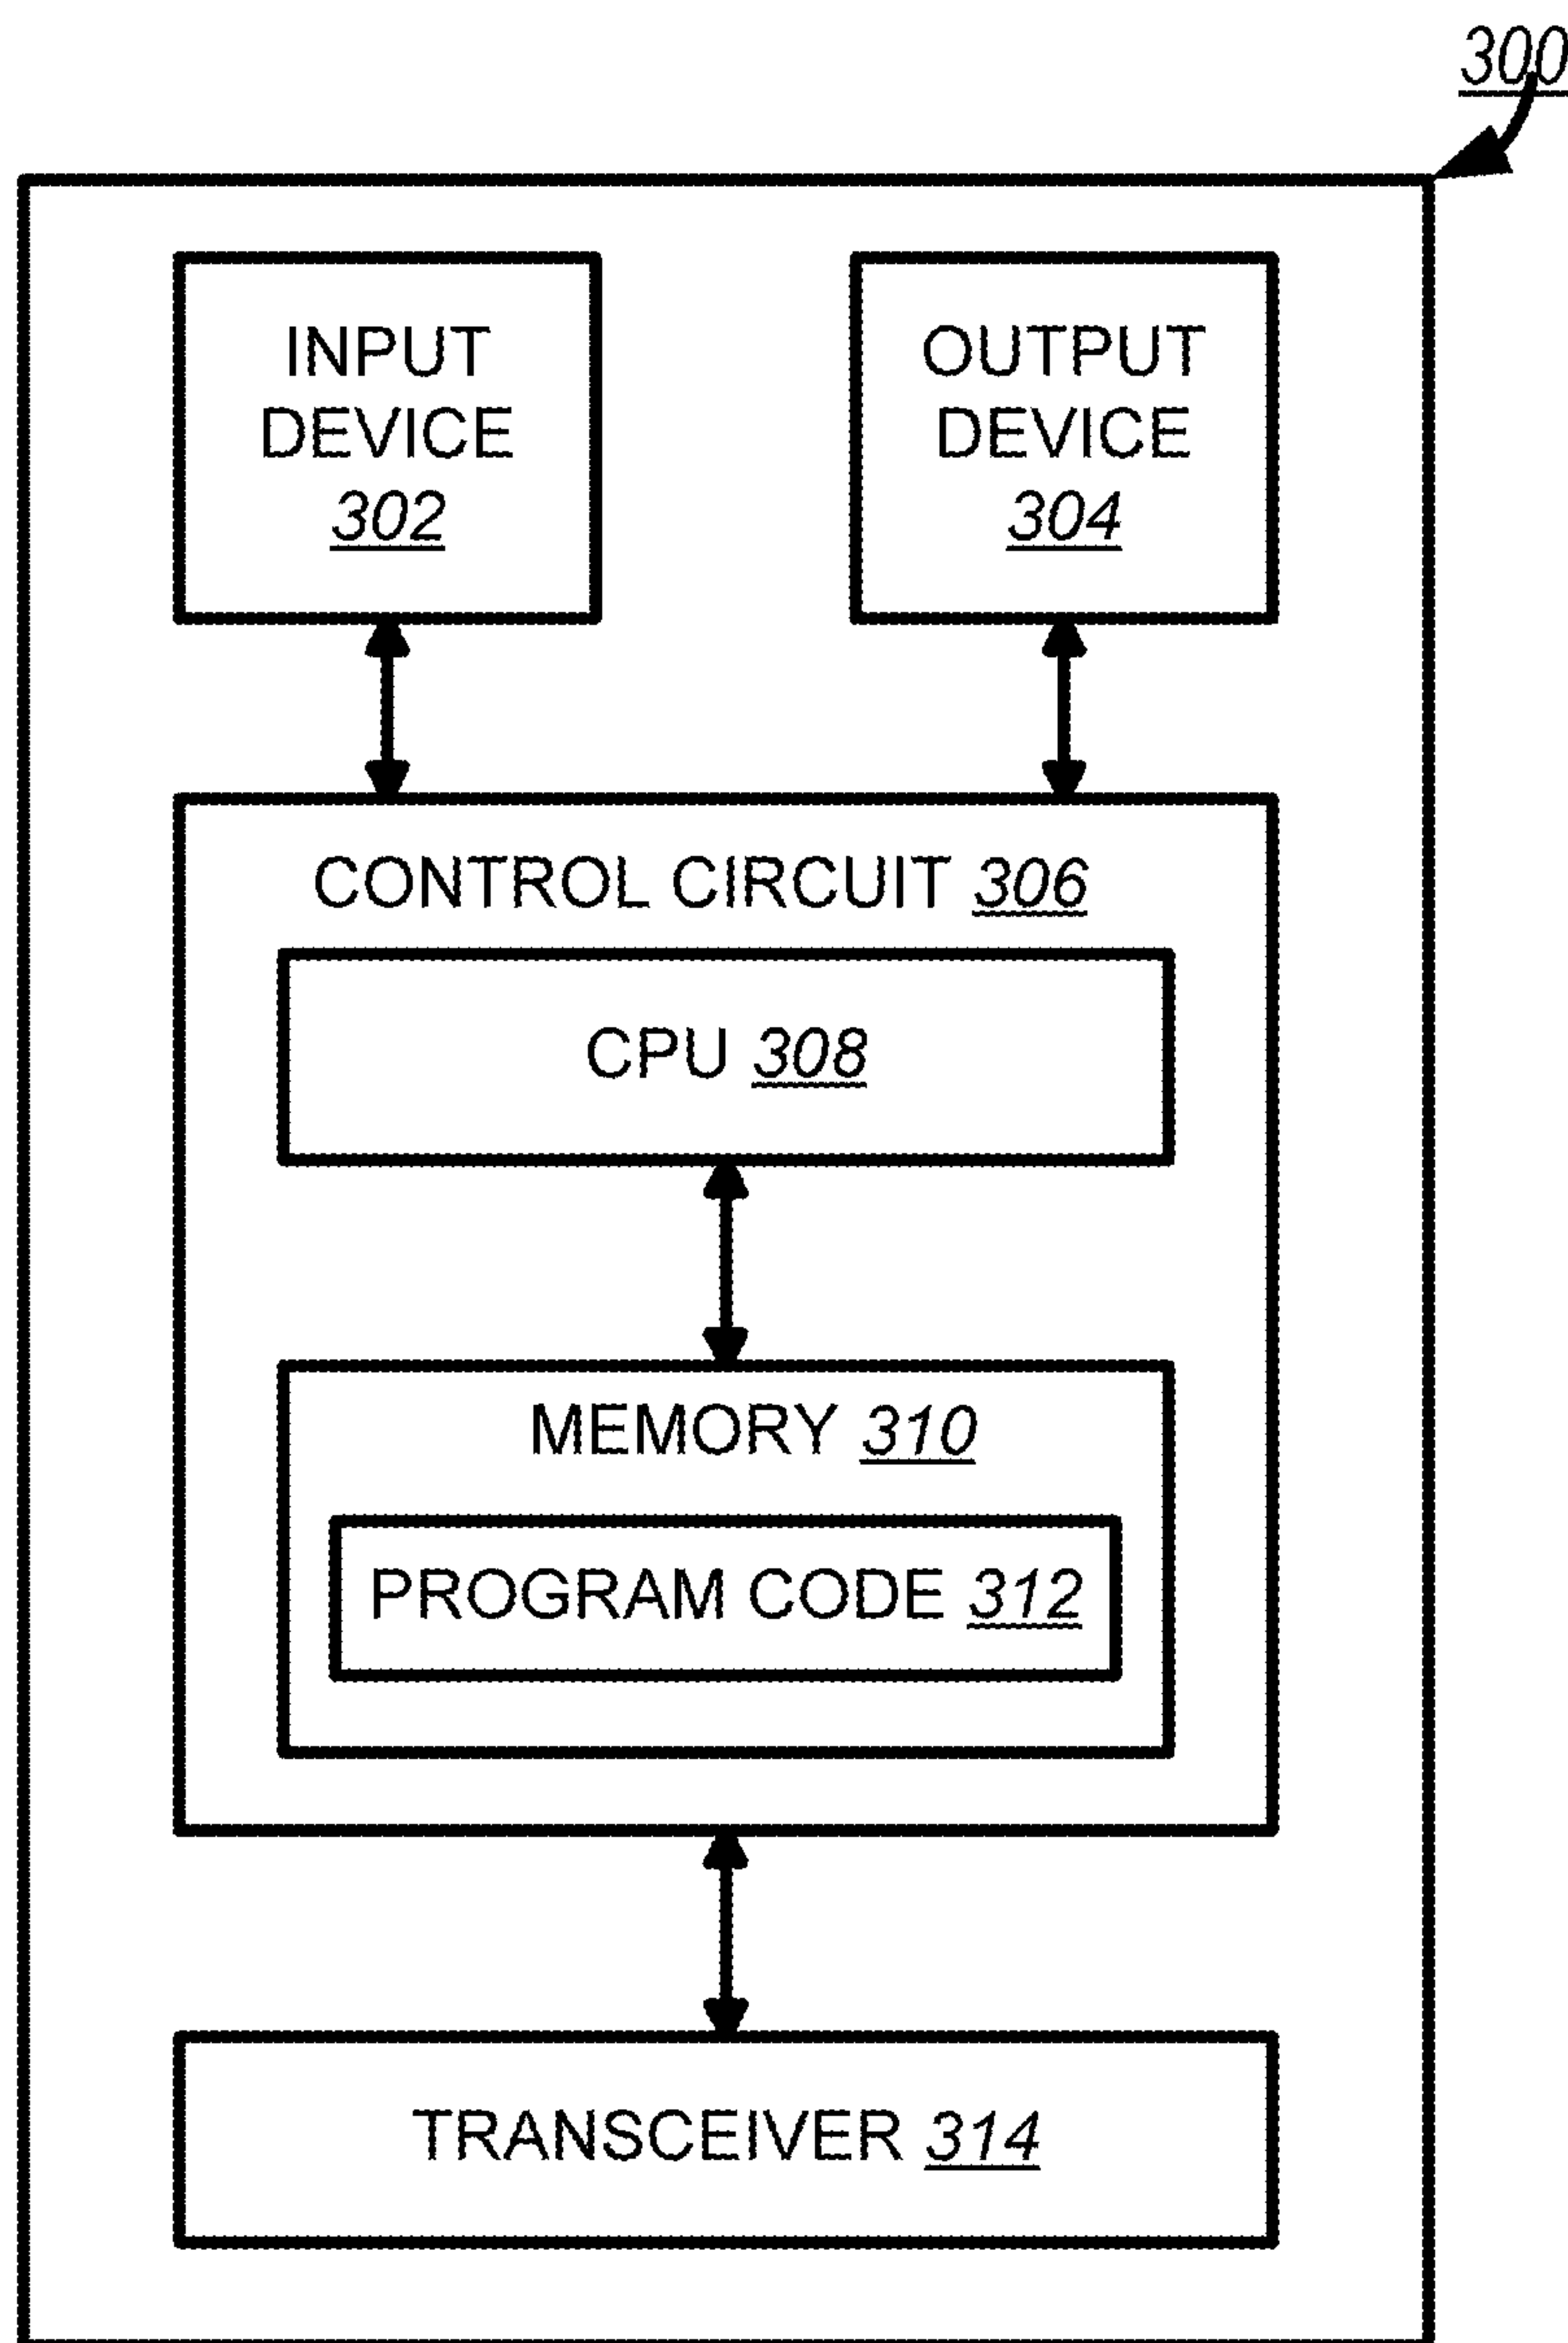 300
INPUT
DEVICE
302
OUTPUT
DEVICE
304
CONTROL CIRCUIT 306
CPU 308
MEMORY 310
PROGRAM CODE 312
TRANSCEIVER 314